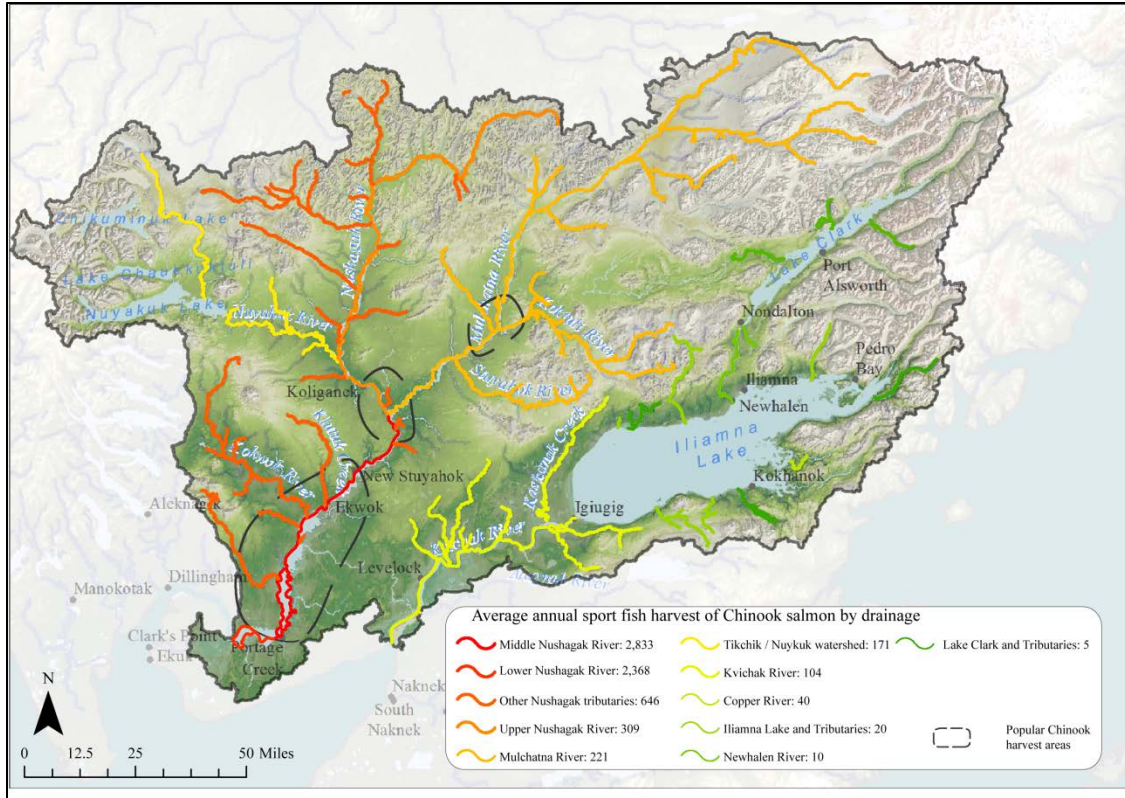 Chikuminuk Lake
Lake Chauekuktuli
Nuyakuk Lake
Nuyakuk River
Nushagak River
Mulchatna River
Koktuli River
Stuyahok River
Lake Clark
Port
Alsworth
Nondalton
Pedro
Bay
Iliamna
Newhalen
Iliamna
Lake
Kokhanok
Koliganek
Kaskanak Creek
New Stuyahok
Ekwok
Igiugig
Kvichak River
Levelock
Aleknagik
Dillingham
Manokotak
Clark's Point
Ekuk
Portage
Creek
Naknek
South
Naknek
N
0 12.5 25 50 Miles
Average annual sport fish harvest of Chinook salmon by drainage
Middle Nushagak River: 2,833
Lower Nushagak River: 2,368
Other Nushagak tributaries: 646
Upper Nushagak River: 309
Mulchatna River: 221
Tikchik / Nuykuk watershed: 171
Kvichak River: 104
Copper River: 40
Iliamna Lake and Tributaries: 20
Newhalen River: 10
Lake Clark and Tributaries: 5
Popular Chinook
harvest areas